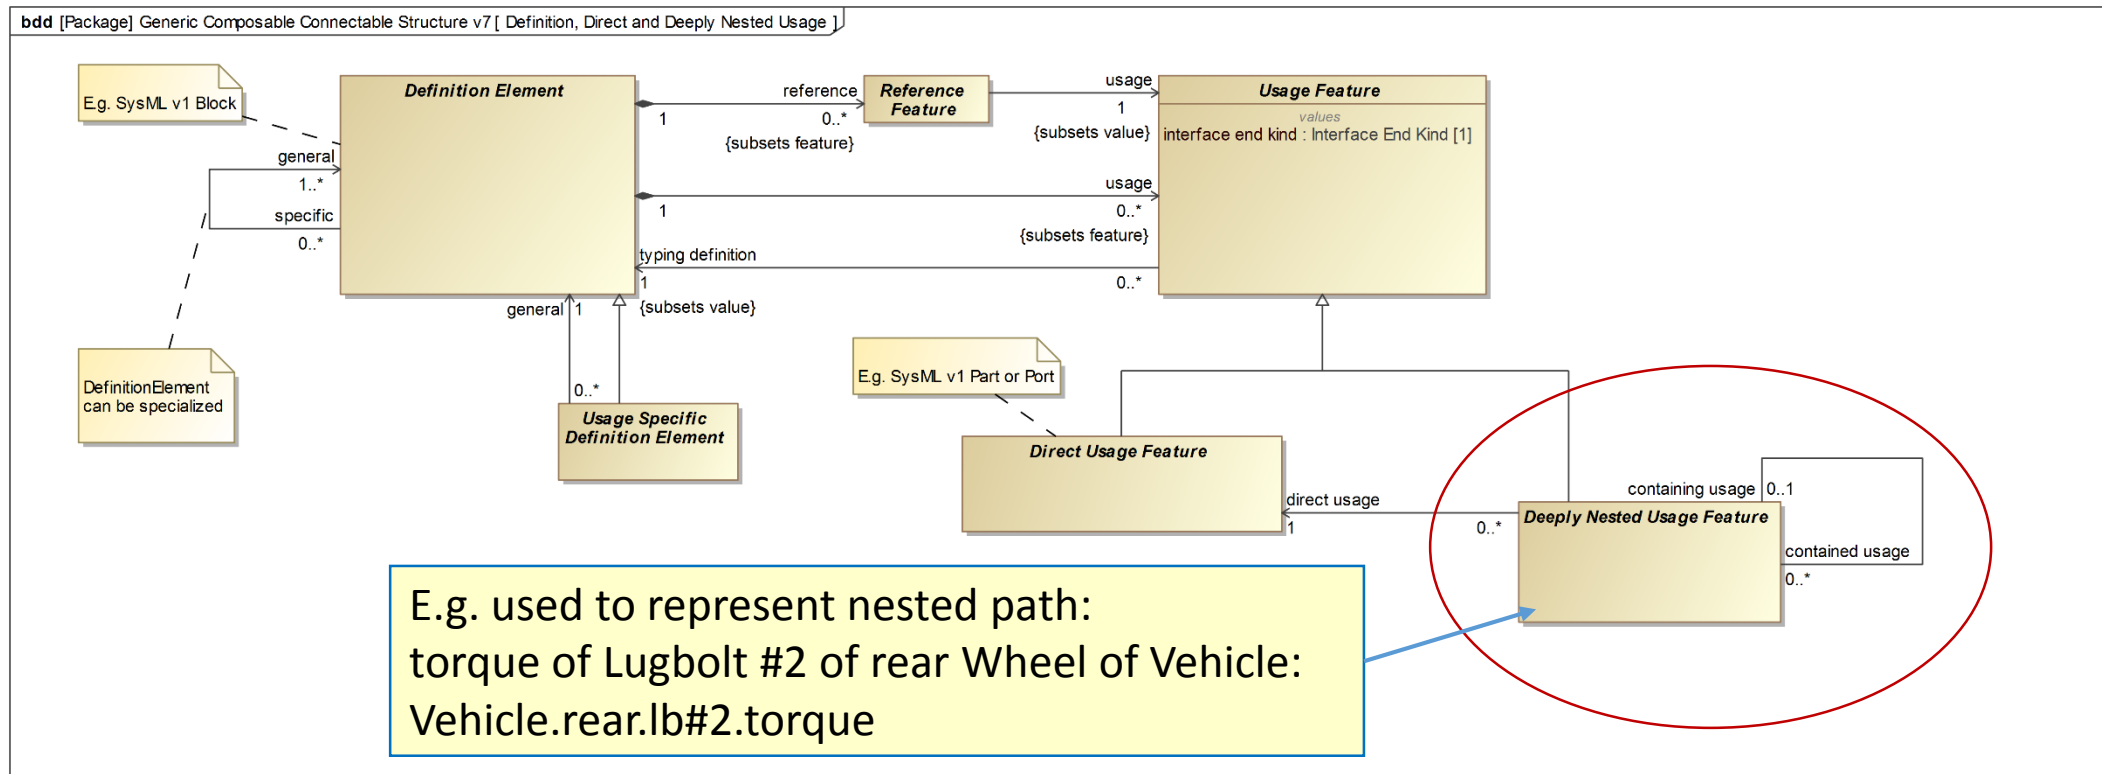 bdd [Package] Generic Composable Connectable Structure v7 [ Definition, Direct and Deeply Nested Usage ]
E.g. SysML v1 Block
Definition Element
reference
1
0..*
{subsets feature}
Reference
Feature
usage
1
{subsets value}
Usage Feature
values
interface end kind : Interface End Kind [1]
general
1..*
specific
0..*
usage
1
0..*
{subsets feature}
typing definition
1
0..*
{subsets value}
general
1
0..*
DefinitionElement
can be specialized
Usage Specific
Definition Element
E.g. SysML v1 Part or Port
Direct Usage Feature
direct usage
1
0..*
containing usage
0..1
Deeply Nested Usage Feature
contained usage
0..*
E.g. used to represent nested path:
torque of Lugbolt #2 of rear Wheel of Vehicle:
Vehicle.rear.lb#2.torque